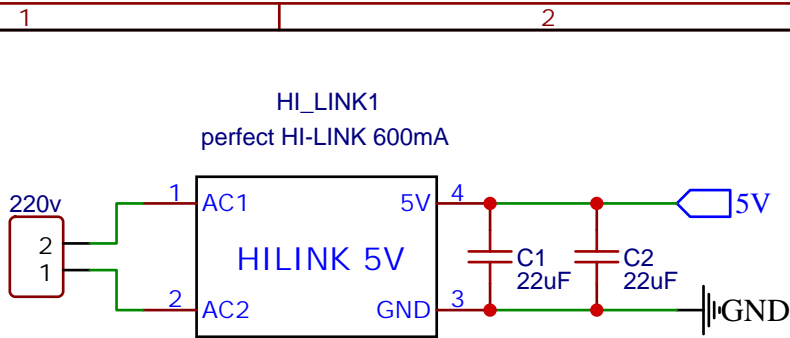 1 2
HI_LINK1
perfect HI-LINK 600mA
220v
2
1
1 AC1 5V 4
HILINK 5V
2 AC2 GND 3
C1
22uF
C2
22uF
5V
GND